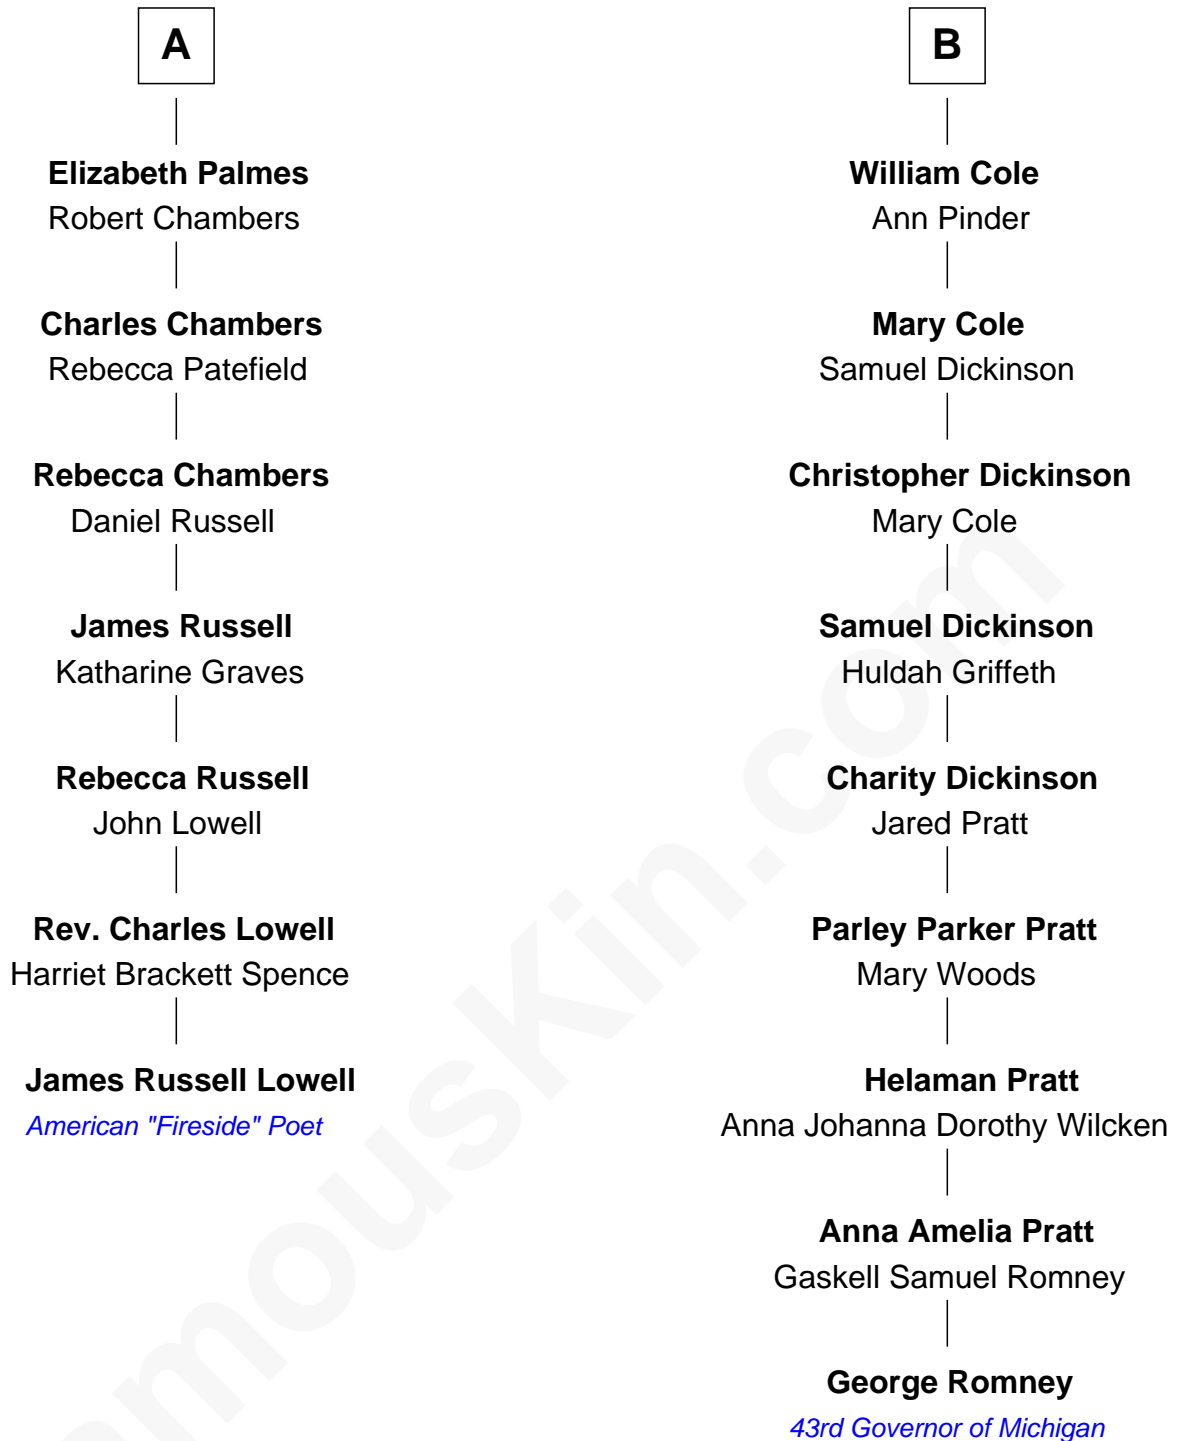 A
Elizabeth Palmes
Robert Chambers
Charles Chambers
Rebecca Patefield
Rebecca Chambers
Daniel Russell
James Russell
Katharine Graves
Rebecca Russell
John Lowell
Rev. Charles Lowell
Harriet Brackett Spence
James Russell Lowell
American "Fireside" Poet
B
William Cole
Ann Pinder
Mary Cole
Samuel Dickinson
Christopher Dickinson
Mary Cole
Samuel Dickinson
Huldah Griffeth
Charity Dickinson
Jared Pratt
Parley Parker Pratt
Mary Woods
Helaman Pratt
Anna Johanna Dorothy Wilcken
Anna Amelia Pratt
Gaskell Samuel Romney
George Romney
43rd Governor of Michigan
mousKin.com